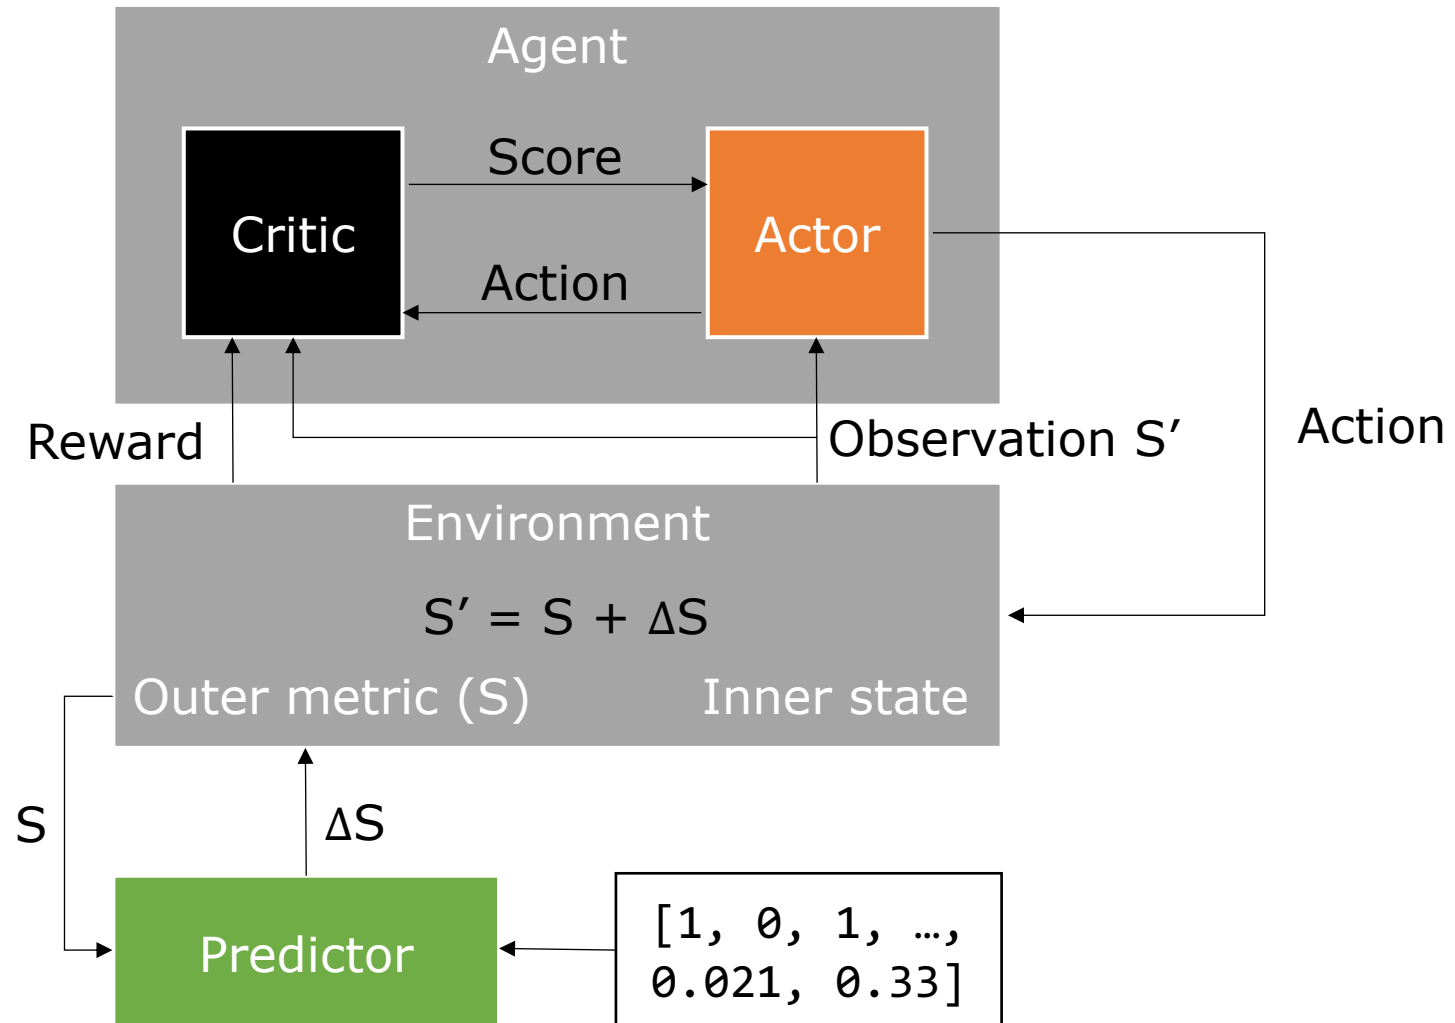 Agent
Score
Critic
Actor
Action
Reward
Observation S′
Action
Environment
S′ = S + ΔS
Outer metric (S)
Inner state
S
ΔS
Predictor
[1, 0, 1, …,
0.021, 0.33]